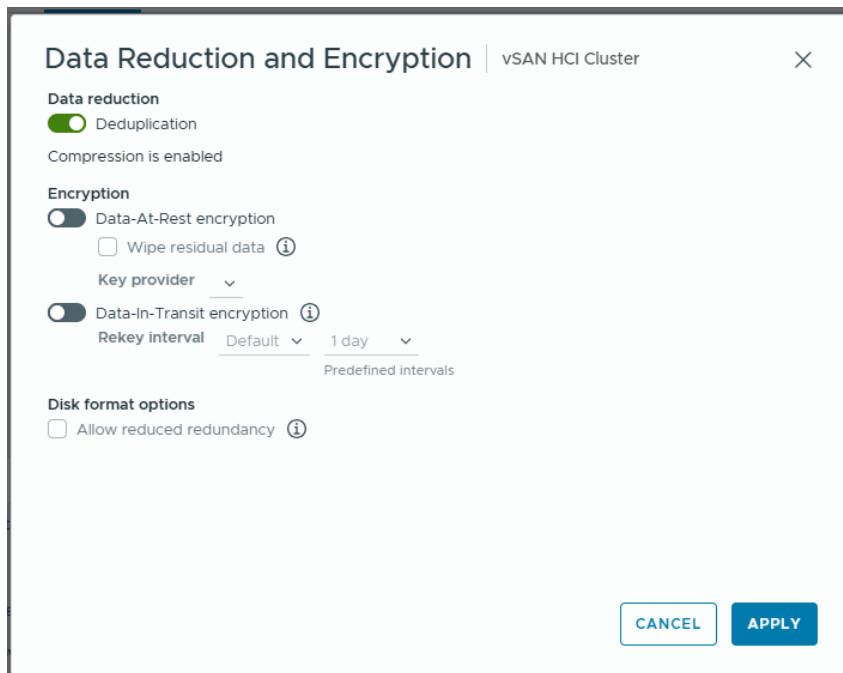 Data Reduction and Encryption vSAN HCI Cluster
Data reduction
Deduplication
Compression is enabled
Encryption
Data-At-Rest encryption
Wipe residual data
Key provider
Data-In-Transit encryption
Rekey interval Default 1 day
Predefined intervals
Disk format options
Allow reduced redundancy
CANCEL APPLY